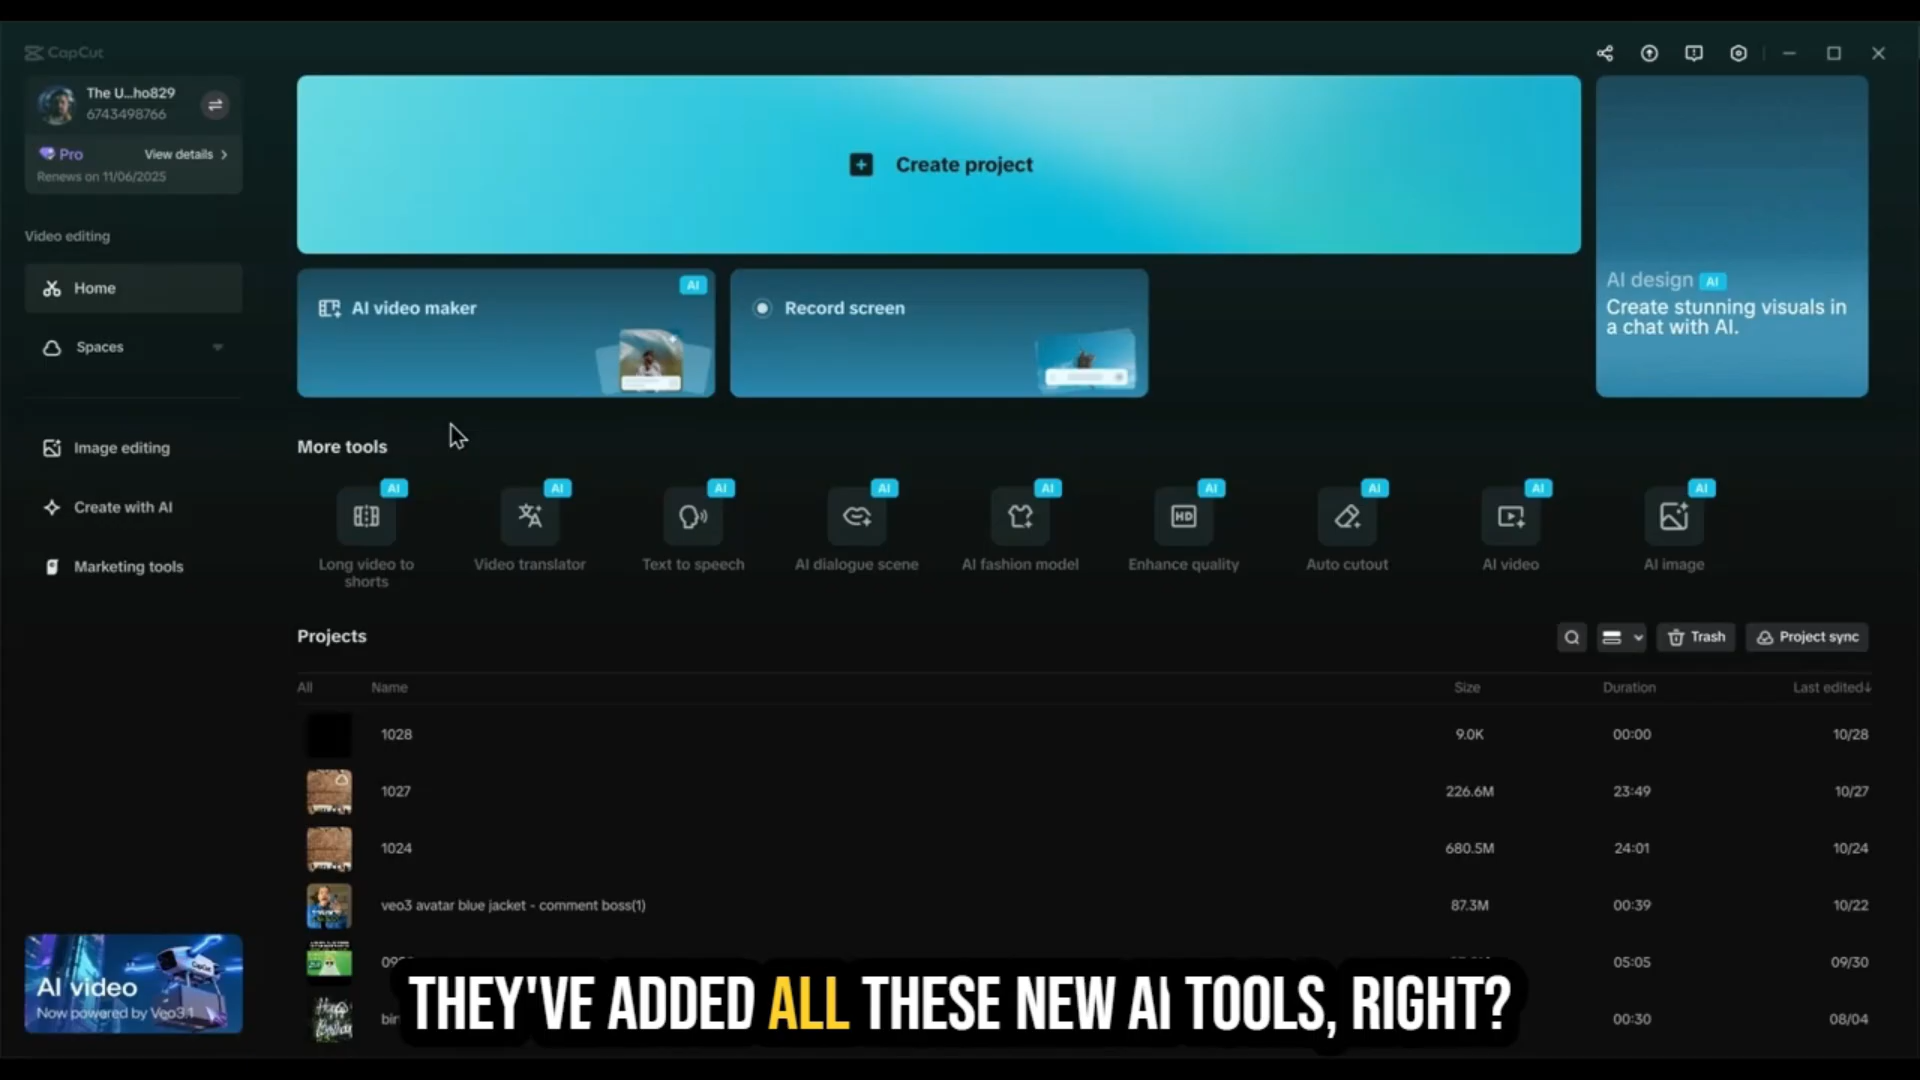 CapCut
The U...ho829
6743498766
Pro
View details
Renews on 11/06/2025
Video editing
Home
Spaces
Image editing
Create with AI
Marketing tools
AI video
Now powered by Veo3.1
Create project
AI video maker
AI
Record screen
AI design AI
Create stunning visuals in
a chat with AI.
More tools
AI AI AI AI AI AI AI AI AI
HD
Long video to
shorts
Video translator
Text to speech
AI dialogue scene
AI fashion model
Enhance quality
Auto cutout
AI video
AI image
Projects
Trash
Project sync
All Name Size Duration Last edited
1028 9.0K 00:00 10/28
1027 226.6M 23:49 10/27
1024 680.5M 24:01 10/24
veo3 avatar blue jacket - comment boss(1) 87.3M 00:39 10/22
05:05 09/30
00:30 08/04
THEY'VE ADDED ALL THESE NEW AI TOOLS, RIGHT?